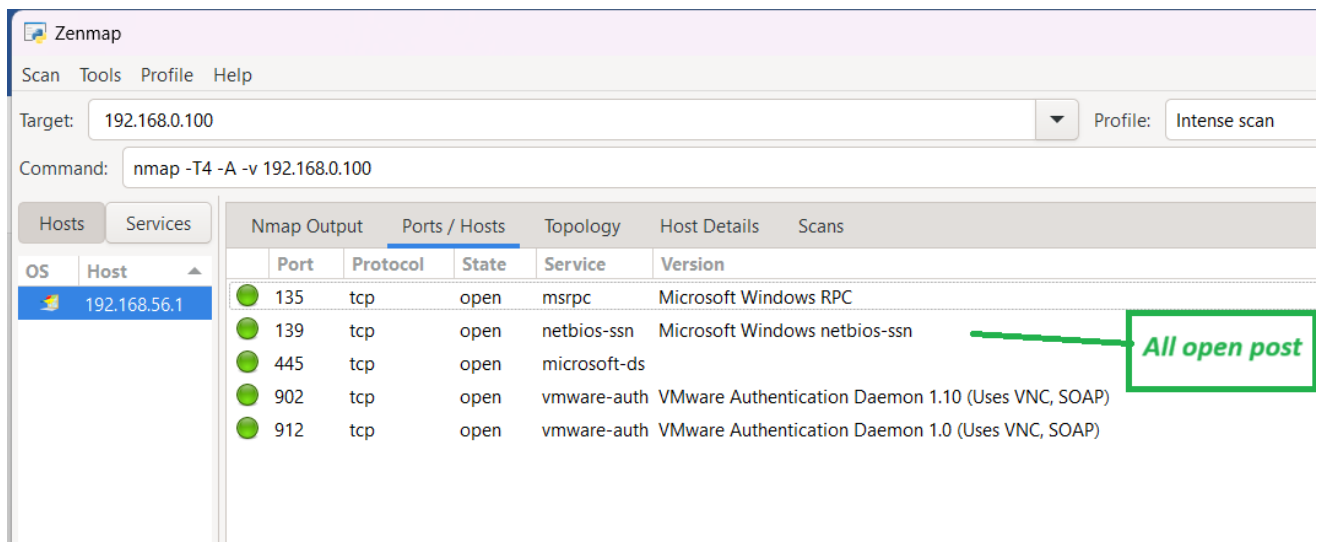 Zenmap
Scan Tools Profile Help
Target: 192.168.0.100 Profile: Intense scan
Command: nmap -T4 -A -v 192.168.0.100
Hosts Services Nmap Output Ports / Hosts Topology Host Details Scans
OS Host Port Protocol State Service Version
192.168.56.1 135 tcp open msrpc Microsoft Windows RPC
139 tcp open netbios-ssn Microsoft Windows netbios-ssn
All open post
445 tcp open microsoft-ds
902 tcp open vmware-auth VMware Authentication Daemon 1.10 (Uses VNC, SOAP)
912 tcp open vmware-auth VMware Authentication Daemon 1.0 (Uses VNC, SOAP)